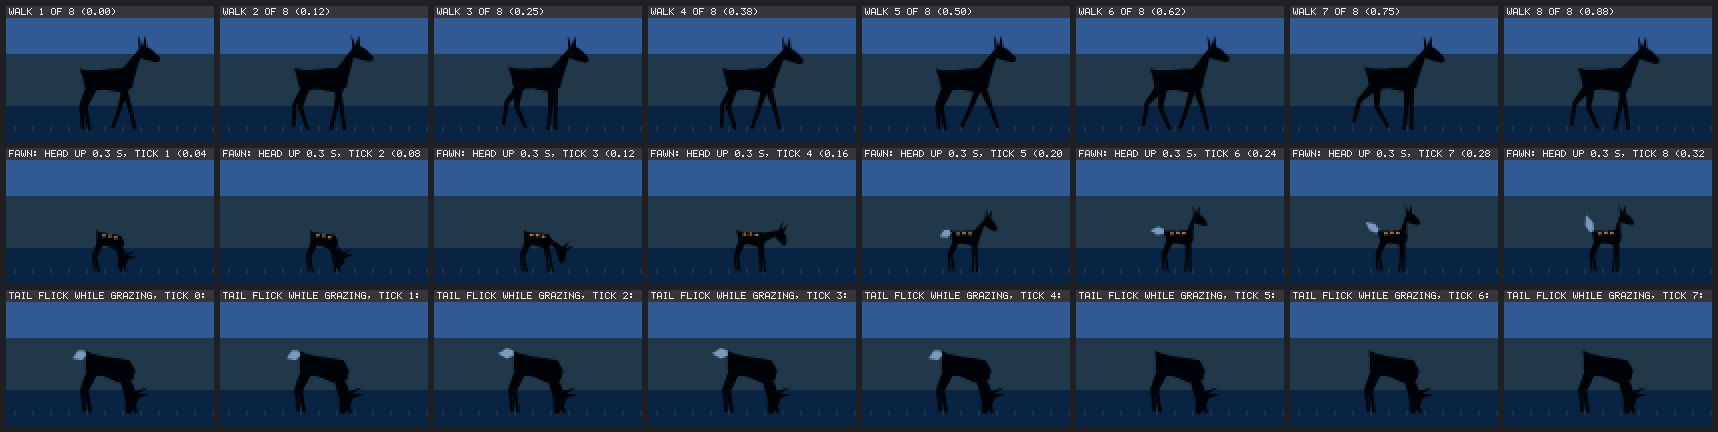 WALK 1 OF 8 (0.00)
WALK 2 OF 8 (0.12)
WALK 3 OF 8 (0.25)
WALK 4 OF 8 (0.38)
WALK 5 OF 8 (0.50)
WALK 6 OF 8 (0.62)
WALK 7 OF 8 (0.75)
WALK 8 OF 8 (0.88)
FAWN: HEAD UP 0.3 S, TICK 1 (0.04
FAWN: HEAD UP 0.3 S, TICK 2 (0.08
FAWN: HEAD UP 0.3 S, TICK 3 (0.12
FAWN: HEAD UP 0.3 S, TICK 4 (0.16
FAWN: HEAD UP 0.3 S, TICK 5 (0.20
FAWN: HEAD UP 0.3 S, TICK 6 (0.24
FAWN: HEAD UP 0.3 S, TICK 7 (0.28
FAWN: HEAD UP 0.3 S, TICK 8 (0.32
TAIL FLICK WHILE GRAZING, TICK 0:
TAIL FLICK WHILE GRAZING, TICK 1:
TAIL FLICK WHILE GRAZING, TICK 2:
TAIL FLICK WHILE GRAZING, TICK 3:
TAIL FLICK WHILE GRAZING, TICK 4:
TAIL FLICK WHILE GRAZING, TICK 5:
TAIL FLICK WHILE GRAZING, TICK 6:
TAIL FLICK WHILE GRAZING, TICK 7: